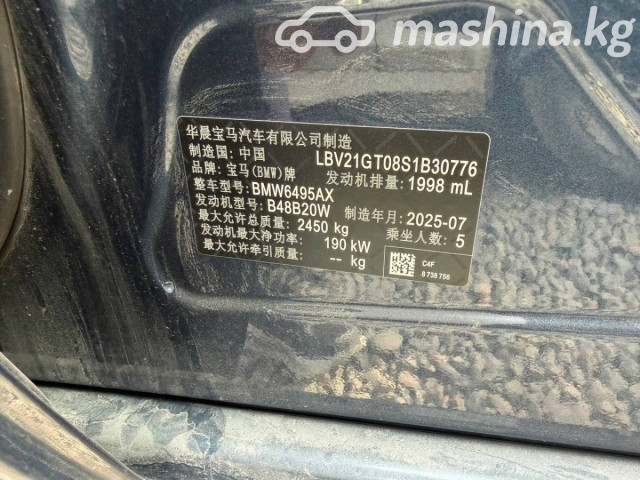 mashina.kg
华晨宝马汽车有限公司制造
制造国: 中国 LBV21GT08S1B30776
品牌: 宝马(BMW)牌 发动机排量: 1998 mL
整车型号: BMW6495AX
发动机型号: B48B20W 制造年月: 2025-07
最大允许总质量: 2450 kg 乘坐人数: 5
发动机最大净功率: 190 kW
最大允许牵引质量: -- kg
C4F
9 738 756